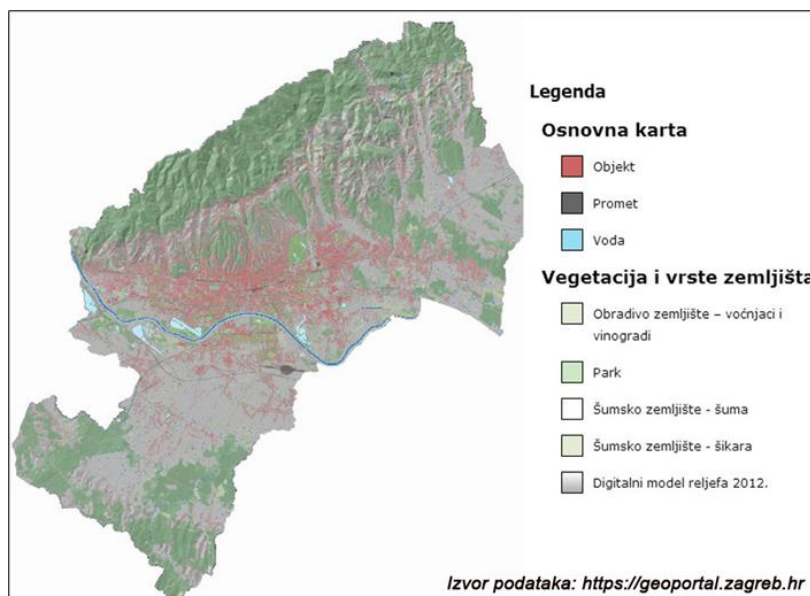 Legenda
Osnovna karta
Objekt
Promet
Voda
Vegetacija i vrste zemljišta
Obradivo zemljište – voćnjaci i
vinogradi
Park
Šumsko zemljište - šuma
Šumsko zemljište - šikara
Digitalni model reljefa 2012.
Izvor podataka: https://geoportal.zagreb.hr